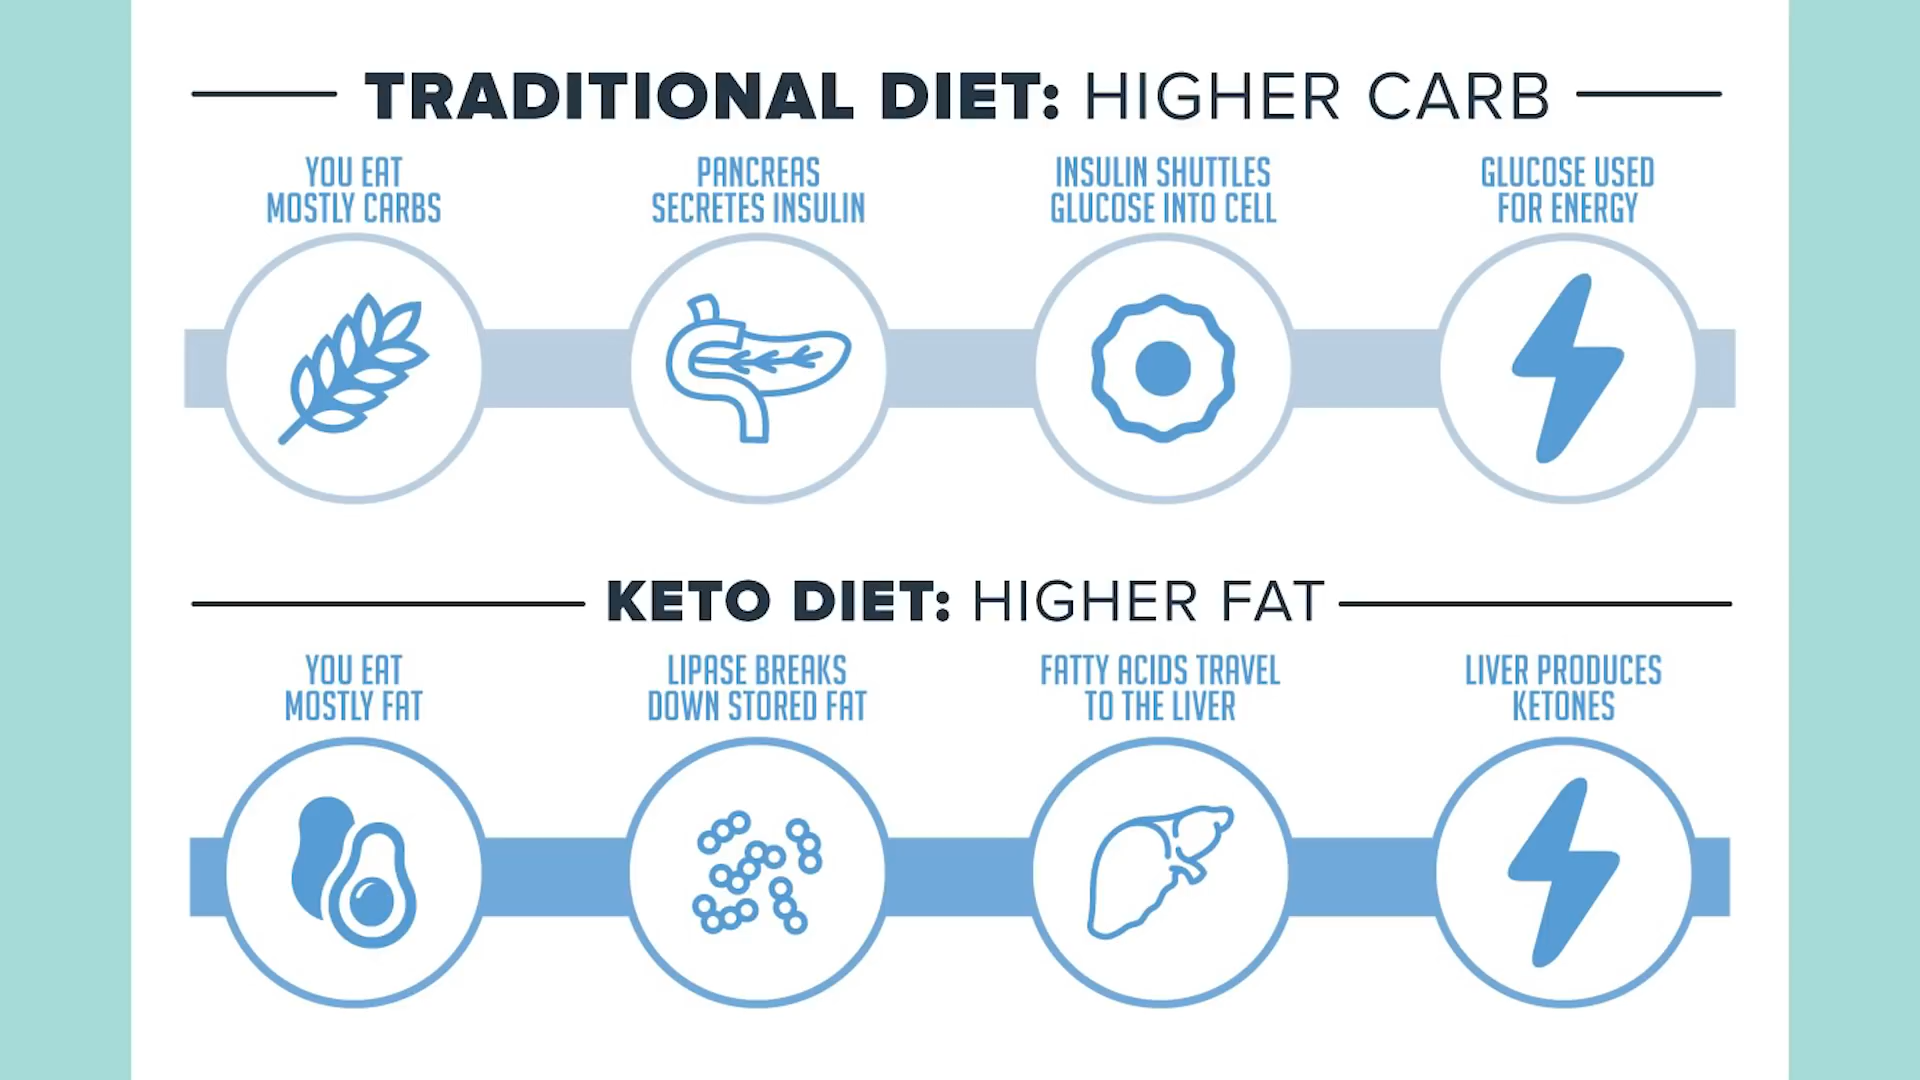 TRADITIONAL DIET: HIGHER CARB
YOU EAT
MOSTLY CARBS
PANCREAS
SECRETES INSULIN
INSULIN SHUTTLES
GLUCOSE INTO CELL
GLUCOSE USED
FOR ENERGY
KETO DIET: HIGHER FAT
YOU EAT
MOSTLY FAT
LIPASE BREAKS
DOWN STORED FAT
FATTY ACIDS TRAVEL
TO THE LIVER
LIVER PRODUCES
KETONES